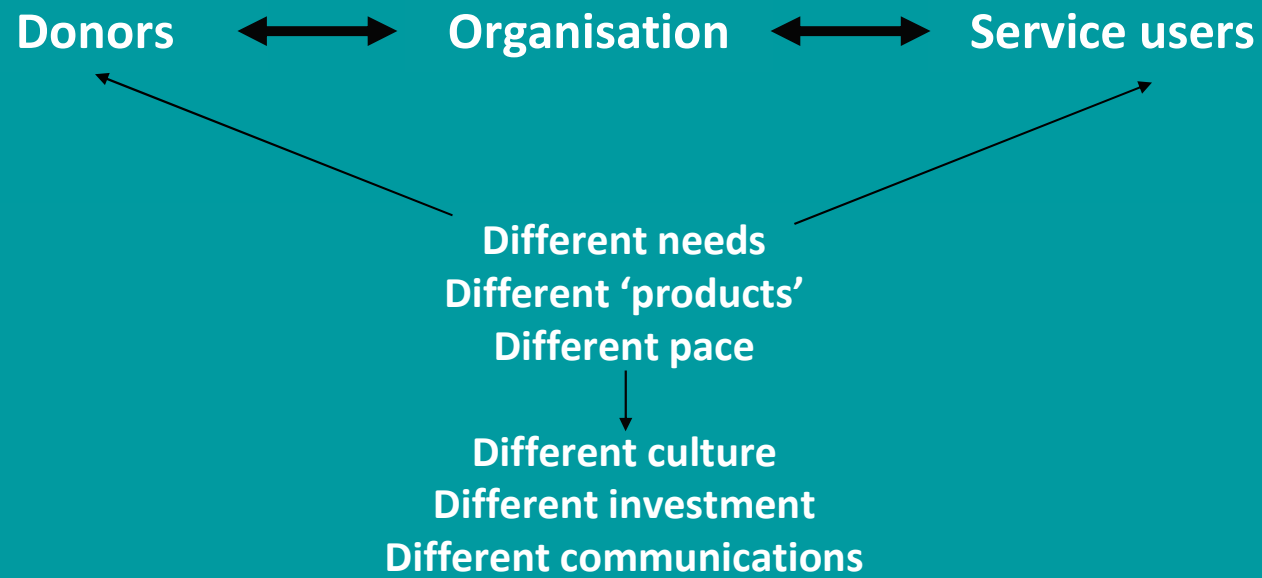 Donors Organisation Service users
Different needs
Different ‘products’
Different pace
Different culture
Different investment
Different communications